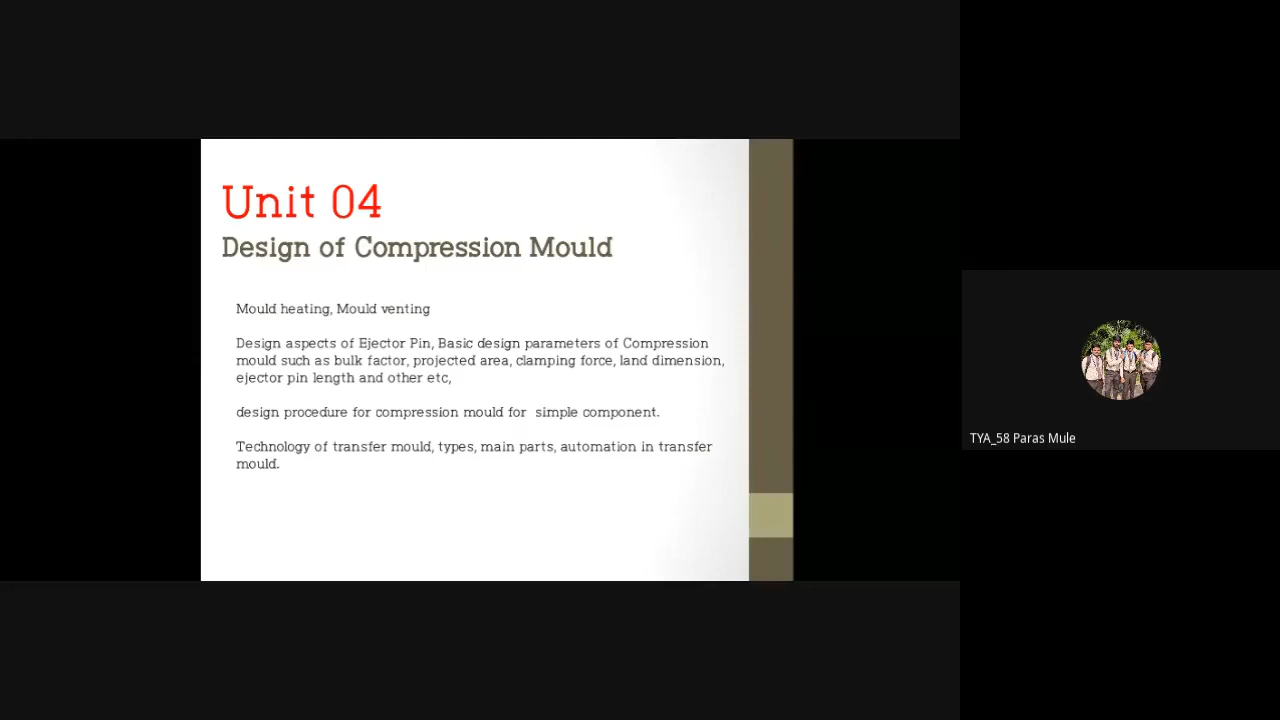 Unit 04
Design of Compression Mould
Mould heating, Mould venting
Design aspects of Ejector Pin, Basic design parameters of Compression
mould such as bulk factor, projected area, clamping force, land dimension,
ejector pin length and other etc,
design procedure for compression mould for simple component.
Technology of transfer mould, types, main parts, automation in transfer
mould.
TYA_58 Paras Mule